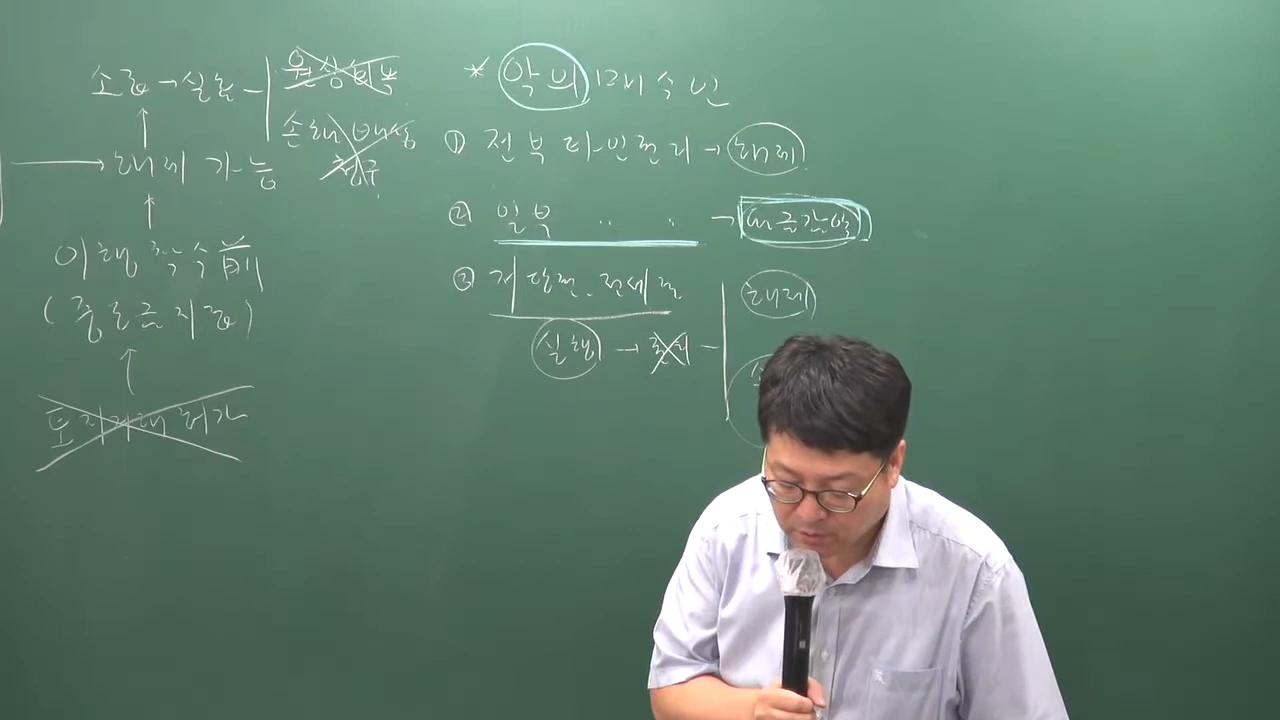 소급 → 실효
원상회복
손해배상
청구
해제 가능
이행착수 前
(중도금 지급)
토지거래허가
* 악의 매수인
① 전부 타인권리 → 해제
② 일부 〃 〃 → 대금감액
③ 저당권, 전세권
실행 → 권리
해제